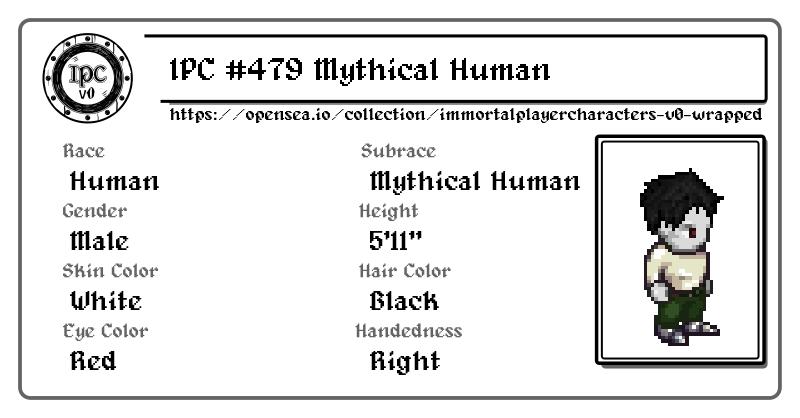 IPC v0
IPC #479 Mythical Human
https://opensea.io/collection/immortalplayercharacters-v0-wrapped
Race
Subrace
Human
Mythical Human
Gender
Height
Male
5'11"
Skin Color
Hair Color
White
Black
Eye Color
Handedness
Red
Right